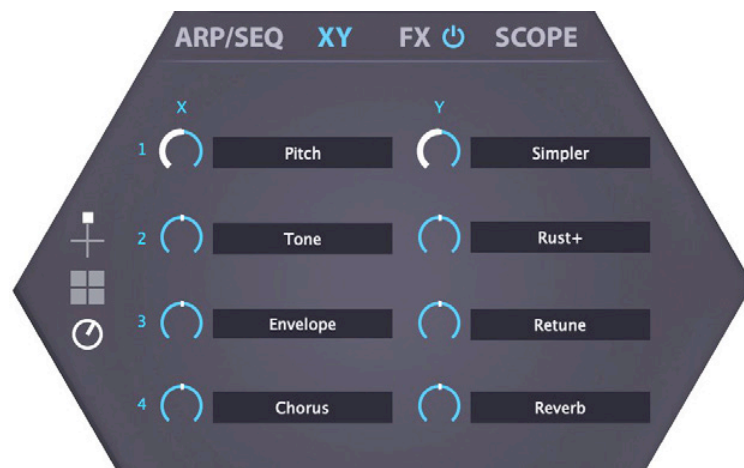 ARP/SEQ XY FX SCOPE
X Y
1 Pitch Simpler
2 Tone Rust+
3 Envelope Retune
4 Chorus Reverb